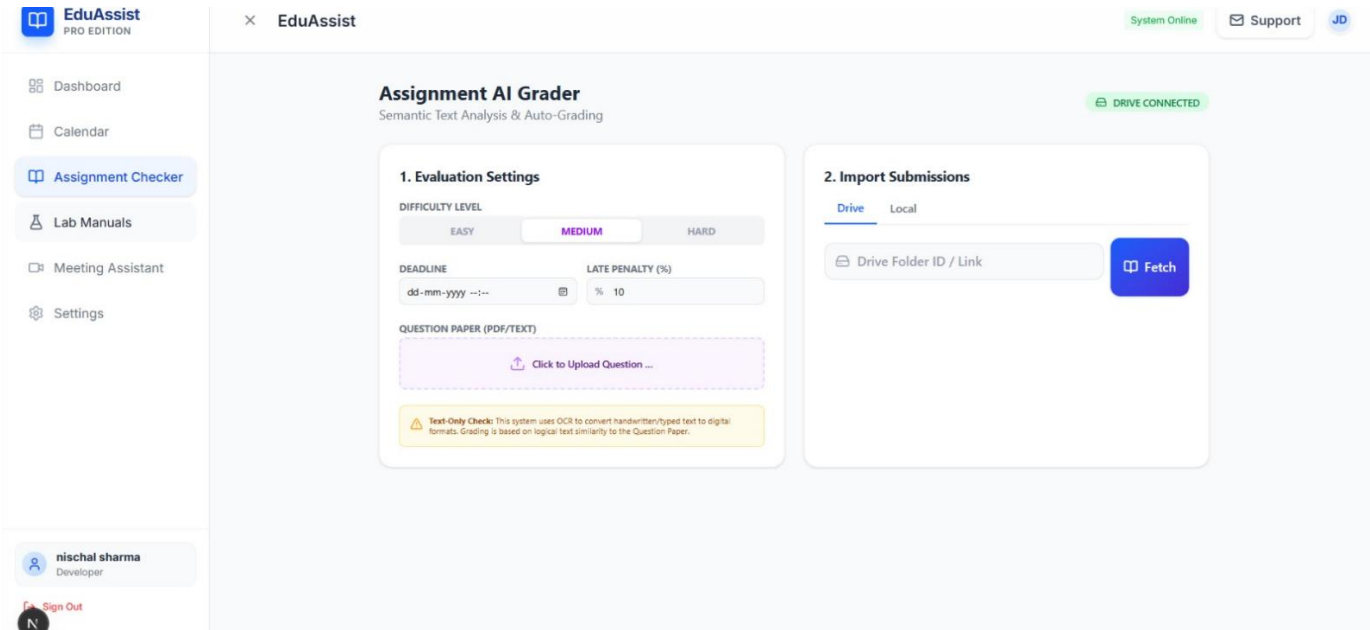 EduAssist
PRO EDITION
EduAssist
System Online
Support
JD
Dashboard
Calendar
Assignment Checker
Lab Manuals
Meeting Assistant
Settings
nischal sharma
Developer
Sign Out
N
Assignment AI Grader
Semantic Text Analysis & Auto-Grading
DRIVE CONNECTED
1. Evaluation Settings
DIFFICULTY LEVEL
EASY MEDIUM HARD
DEADLINE LATE PENALTY (%)
dd-mm-yyyy --:-- % 10
QUESTION PAPER (PDF/TEXT)
Click to Upload Question ...
Text-Only Check: This system uses OCR to convert handwritten/typed text to digital
formats. Grading is based on logical text similarity to the Question Paper.
2. Import Submissions
Drive Local
Drive Folder ID / Link
Fetch